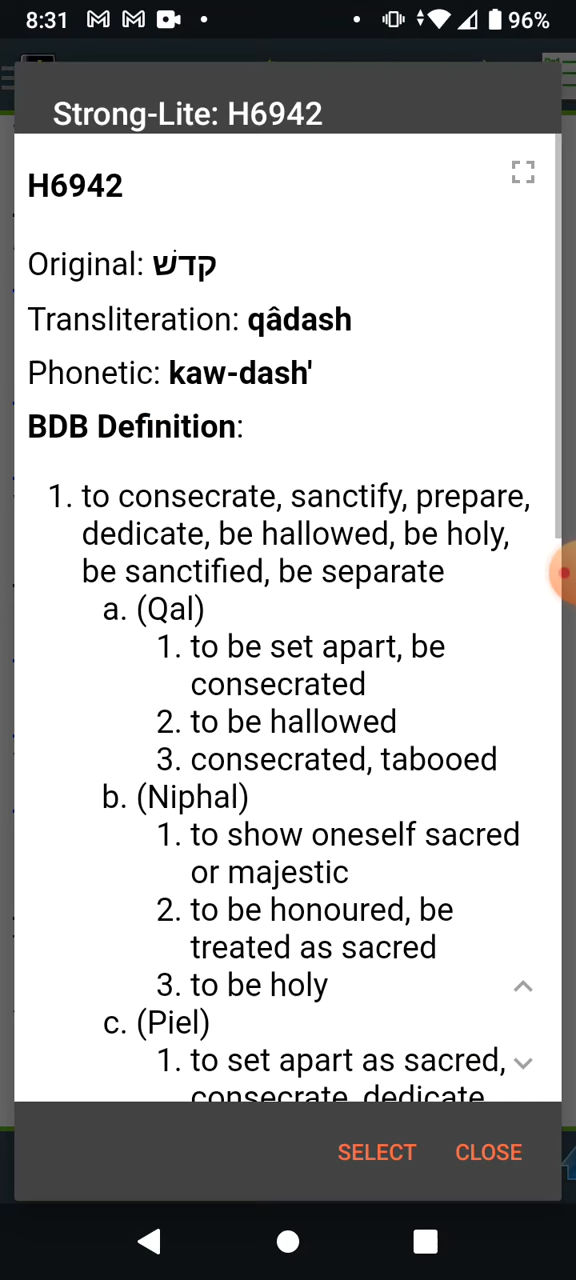 8:31
96%
Strong-Lite: H6942
H6942
Original: קדשׁ
Transliteration: qâdash
Phonetic: kaw-dash'
BDB Definition:
1. to consecrate, sanctify, prepare,
dedicate, be hallowed, be holy,
be sanctified, be separate
a. (Qal)
1. to be set apart, be
consecrated
2. to be hallowed
3. consecrated, tabooed
b. (Niphal)
1. to show oneself sacred
or majestic
2. to be honoured, be
treated as sacred
3. to be holy
c. (Piel)
1. to set apart as sacred,
consecrate, dedicate
SELECT CLOSE